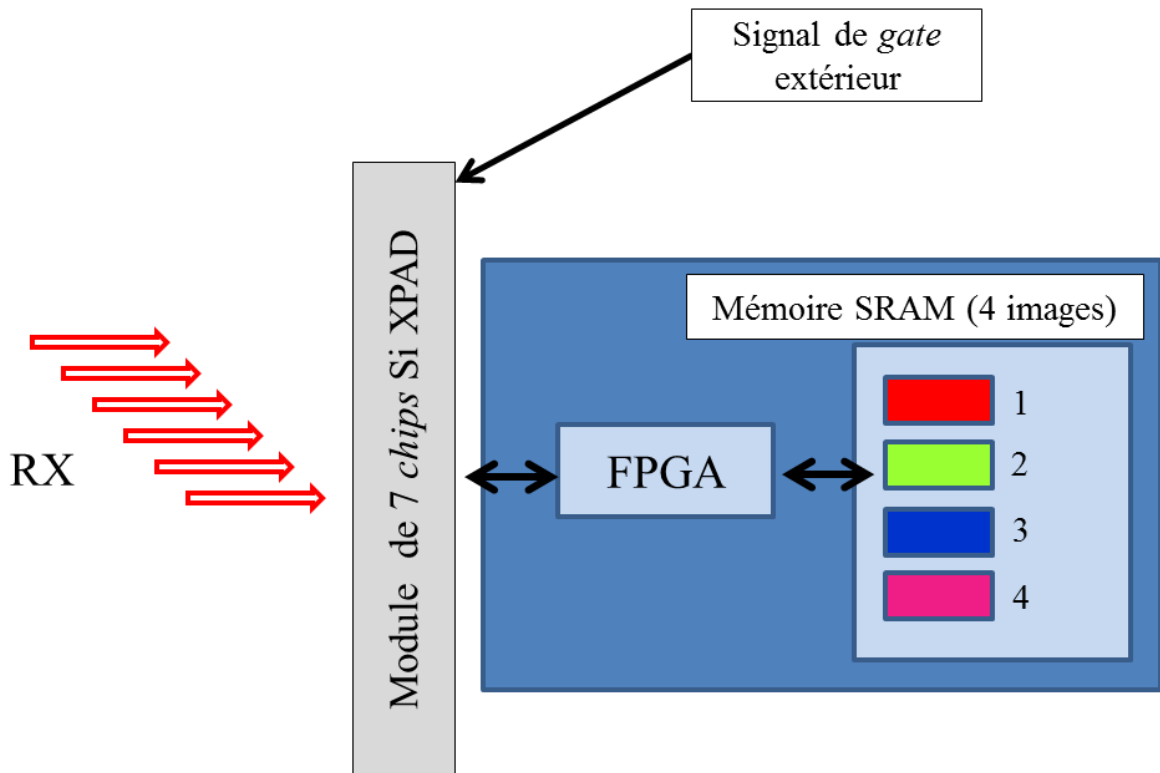 Signal de gate
extérieur
Module de 7 chips Si XPAD
Mémoire SRAM (4 images)
RX
FPGA
1
2
3
4